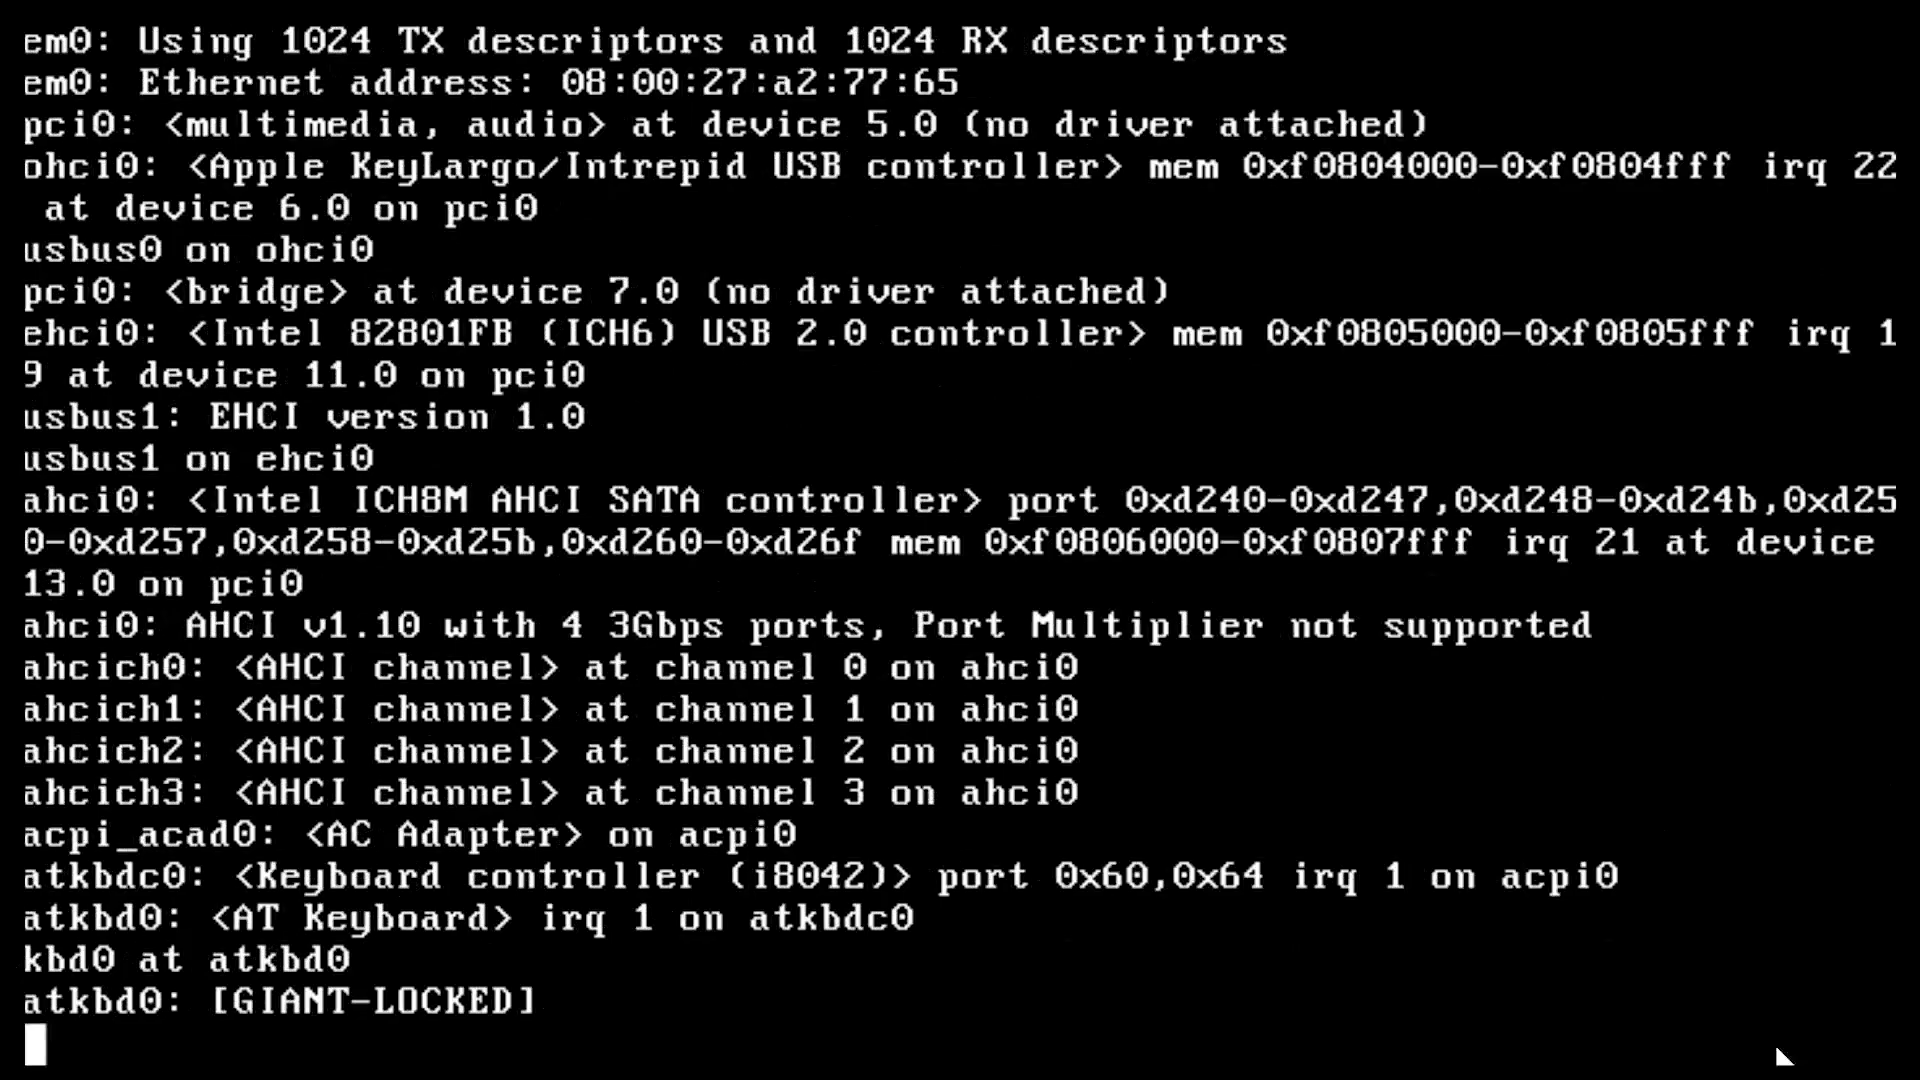 em0: Using 1024 TX descriptors and 1024 RX descriptors
em0: Ethernet address: 08:00:27:a2:77:65
pci0: <multimedia, audio> at device 5.0 (no driver attached)
ohci0: <Apple KeyLargo/Intrepid USB controller> mem 0xf0804000-0xf0804fff irq 22
 at device 6.0 on pci0
usbus0 on ohci0
pci0: <bridge> at device 7.0 (no driver attached)
ehci0: <Intel 82801FB (ICH6) USB 2.0 controller> mem 0xf0805000-0xf0805fff irq 1
9 at device 11.0 on pci0
usbus1: EHCI version 1.0
usbus1 on ehci0
ahci0: <Intel ICH8M AHCI SATA controller> port 0xd240-0xd247,0xd248-0xd24b,0xd25
0-0xd257,0xd258-0xd25b,0xd260-0xd26f mem 0xf0806000-0xf0807fff irq 21 at device
13.0 on pci0
ahci0: AHCI v1.10 with 4 3Gbps ports, Port Multiplier not supported
ahcich0: <AHCI channel> at channel 0 on ahci0
ahcich1: <AHCI channel> at channel 1 on ahci0
ahcich2: <AHCI channel> at channel 2 on ahci0
ahcich3: <AHCI channel> at channel 3 on ahci0
acpi_acad0: <AC Adapter> on acpi0
atkbdc0: <Keyboard controller (i8042)> port 0x60,0x64 irq 1 on acpi0
atkbd0: <AT Keyboard> irq 1 on atkbdc0
kbd0 at atkbd0
atkbd0: [GIANT-LOCKED]